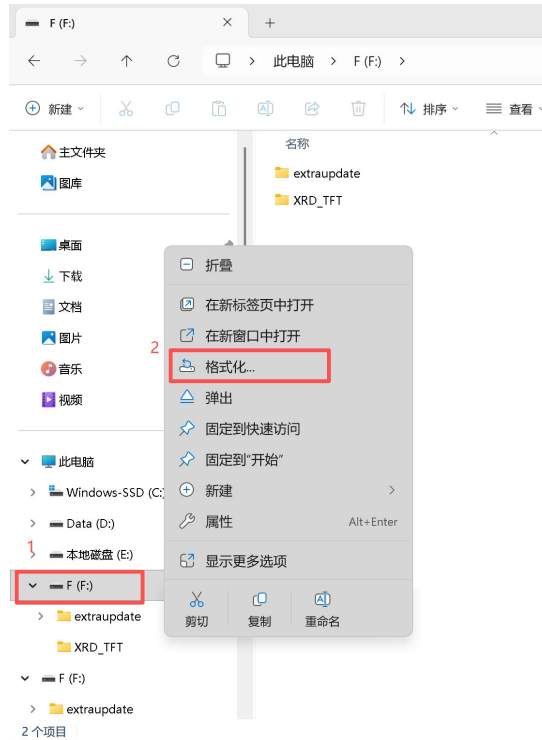 F (F:)
此电脑
F (F:)
新建
排序
查看
主文件夹
图库
桌面
下载
文档
图片
音乐
视频
此电脑
Windows-SSD (C:)
Data (D:)
1
本地磁盘 (E:)
F (F:)
extraupdate
XRD_TFT
F (F:)
extraupdate
2 个项目
名称
extraupdate
XRD_TFT
折叠
在新标签页中打开
在新窗口中打开
2
格式化...
弹出
固定到快速访问
固定到"开始"
新建
属性 Alt+Enter
显示更多选项
剪切 复制 重命名